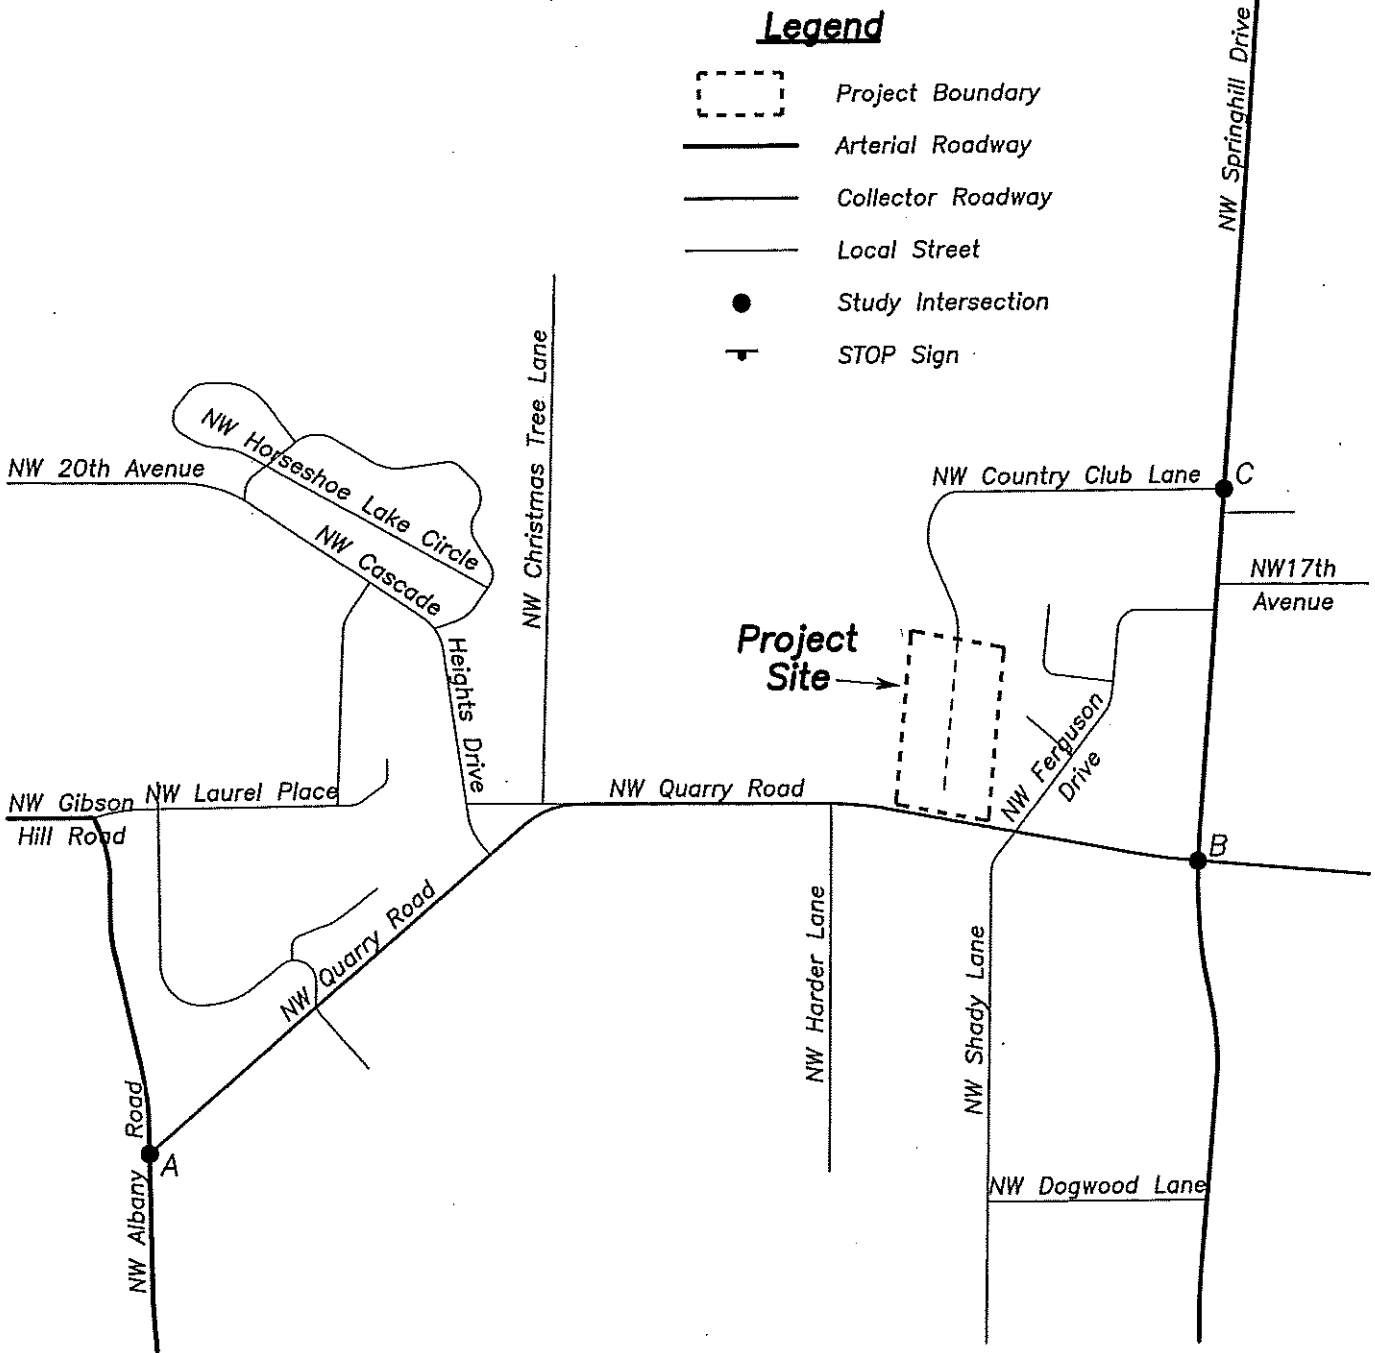 Legend
Project Boundary
Arterial Roadway
Collector Roadway
Local Street
Study Intersection
STOP Sign
NW Springhill Drive
NW Christmas Tree Lane
NW Horseshoe Lake Circle
NW 20th Avenue
NW Cascade
Heights Drive
NW Country Club Lane
C
NW17th
Avenue
Project
Site
NW Ferguson
Drive
NW Gibson
Hill Road
NW Laurel Place
NW Quarry Road
B
NW Quarry Road
NW Harder Lane
NW Shady Lane
NW Albany Road
A
NW Dogwood Lane